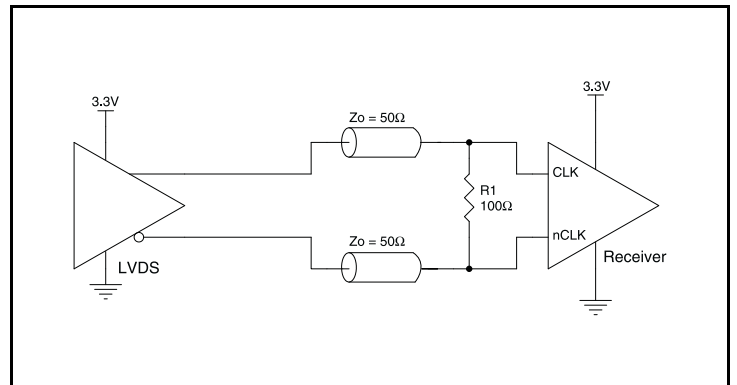 3.3V
LVDS
Zo = 50Ω
Zo = 50Ω
R1
100Ω
3.3V
CLK
nCLK
Receiver